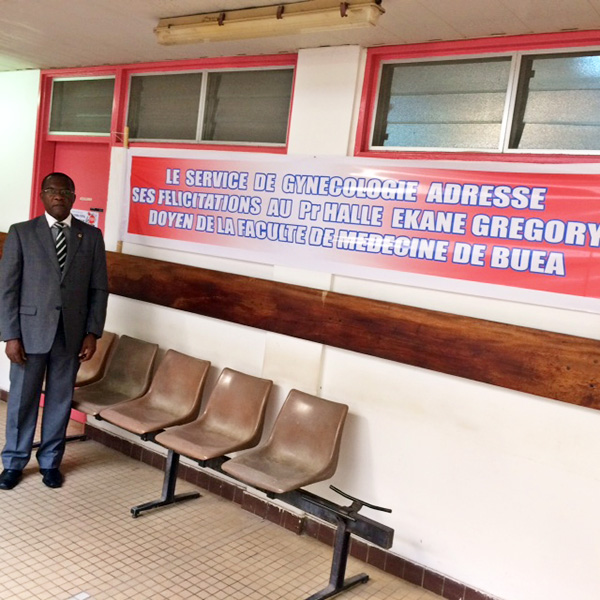 LE SERVICE DE GYNECOLOGIE ADRESSE
SES FELICITATIONS AU Pr HALLE EKANE GREGORY
DOYEN DE LA FACULTE DE MEDECINE DE BUEA